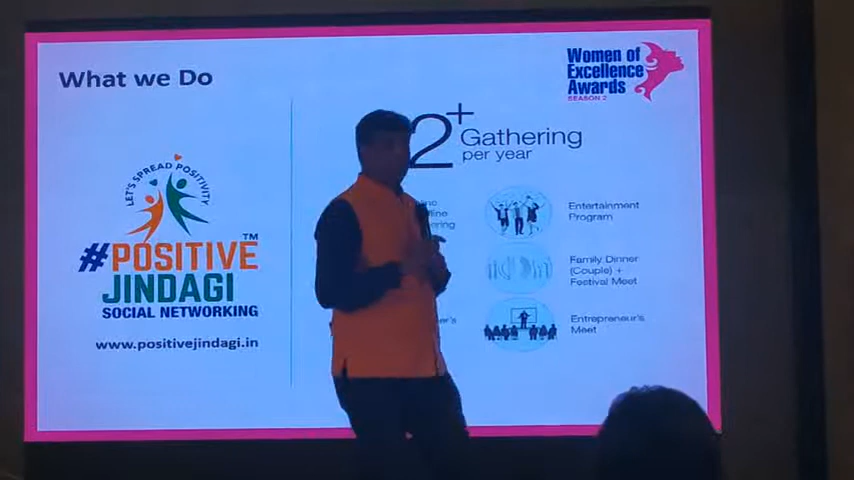 What we Do
Women of
Excellence
Awards
SEASON 2
LET'S SPREAD POSITIVITY
#POSITIVE™
JINDAGI
SOCIAL NETWORKING
www.positivejindagi.in
2+
Gathering
per year
Entertainment
Program
Family Dinner
(Couple) +
Festival Meet
Entrepreneur's
Meet